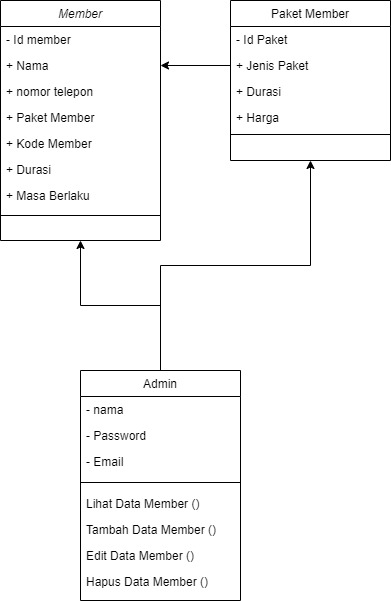 Member
- Id member
+ Nama
+ nomor telepon
+ Paket Member
+ Kode Member
+ Durasi
+ Masa Berlaku
Paket Member
- Id Paket
+ Jenis Paket
+ Durasi
+ Harga
Admin
- nama
- Password
- Email
Lihat Data Member ()
Tambah Data Member ()
Edit Data Member ()
Hapus Data Member ()